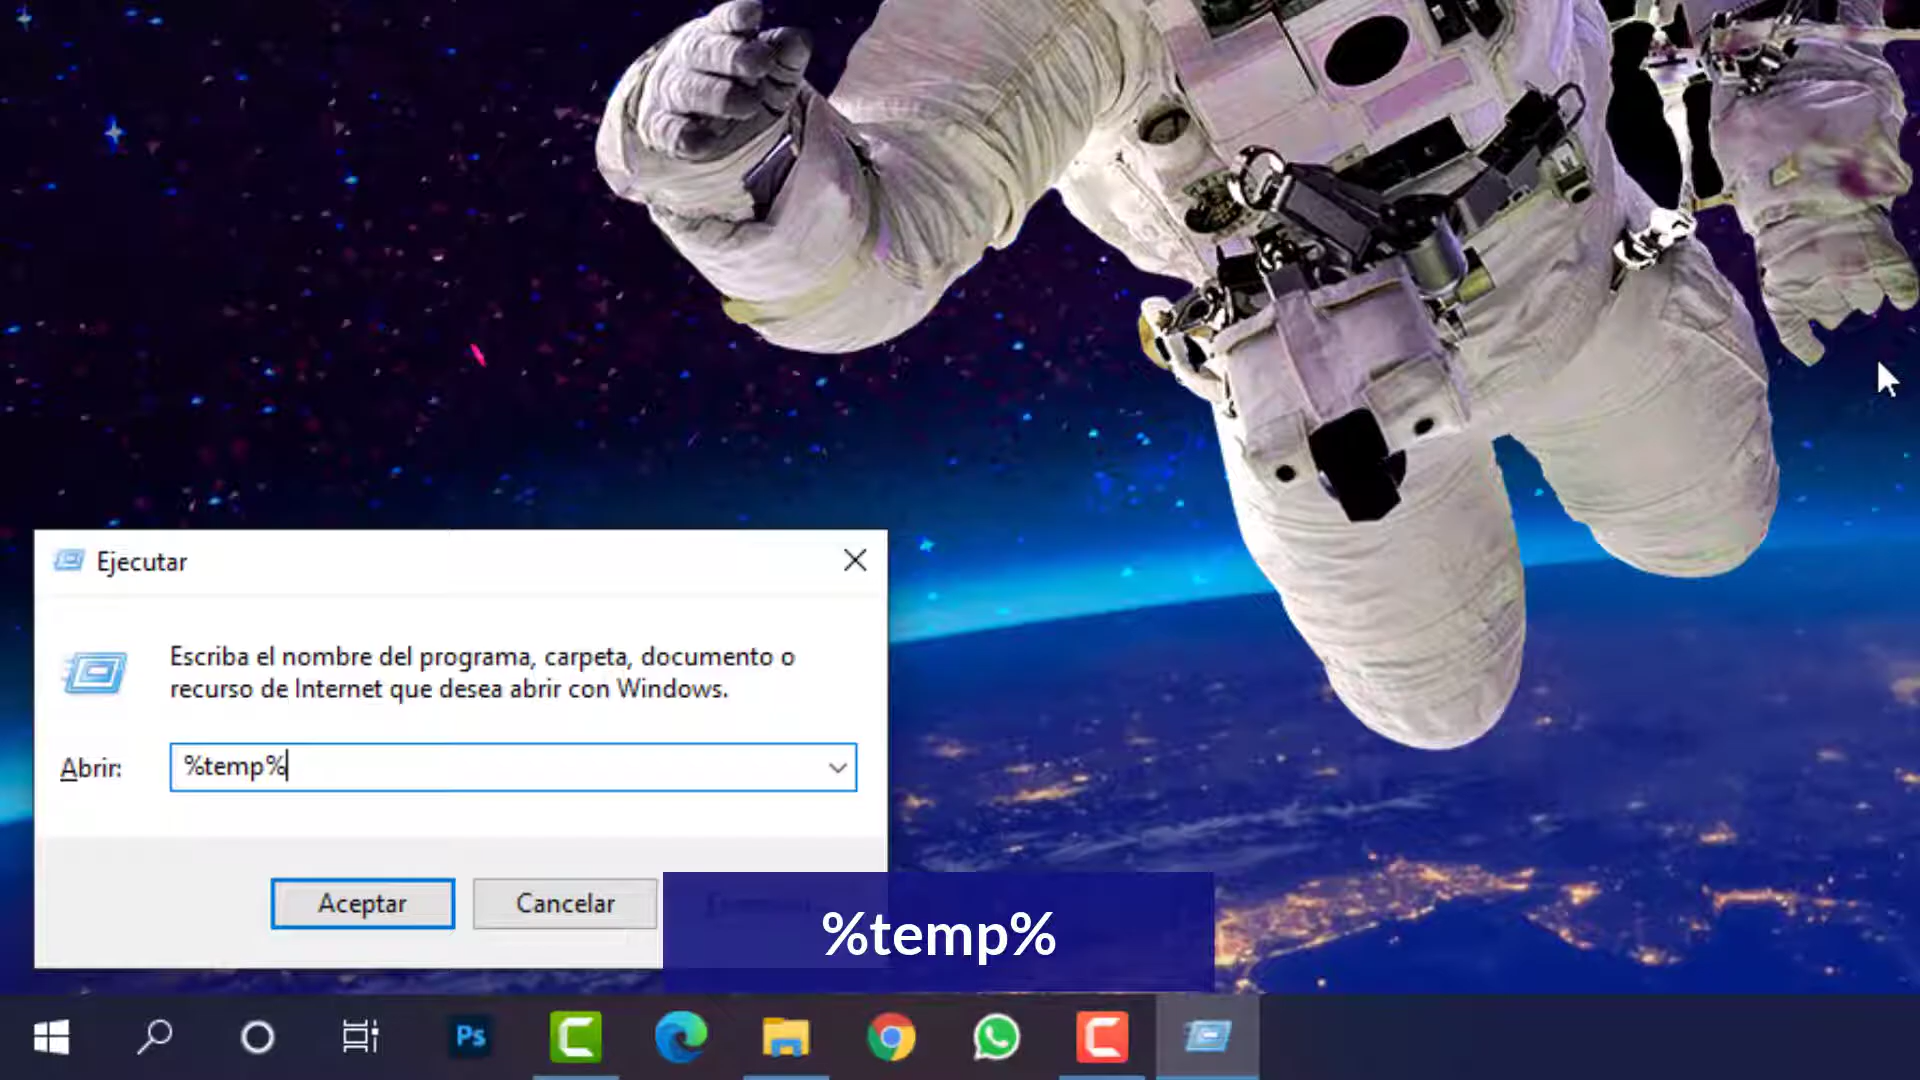 Ejecutar
Escriba el nombre del programa, carpeta, documento o
recurso de Internet que desea abrir con Windows.
Abrir:
%temp%
Aceptar
Cancelar
%temp%
Ps